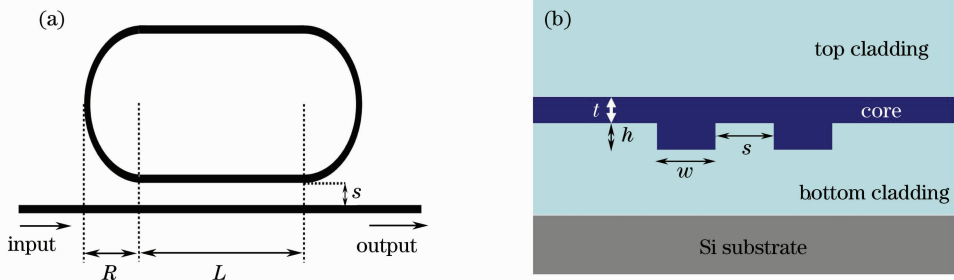 (a)
s
input
output
R
L
(b)
top cladding
t
core
h
s
w
bottom cladding
Si substrate